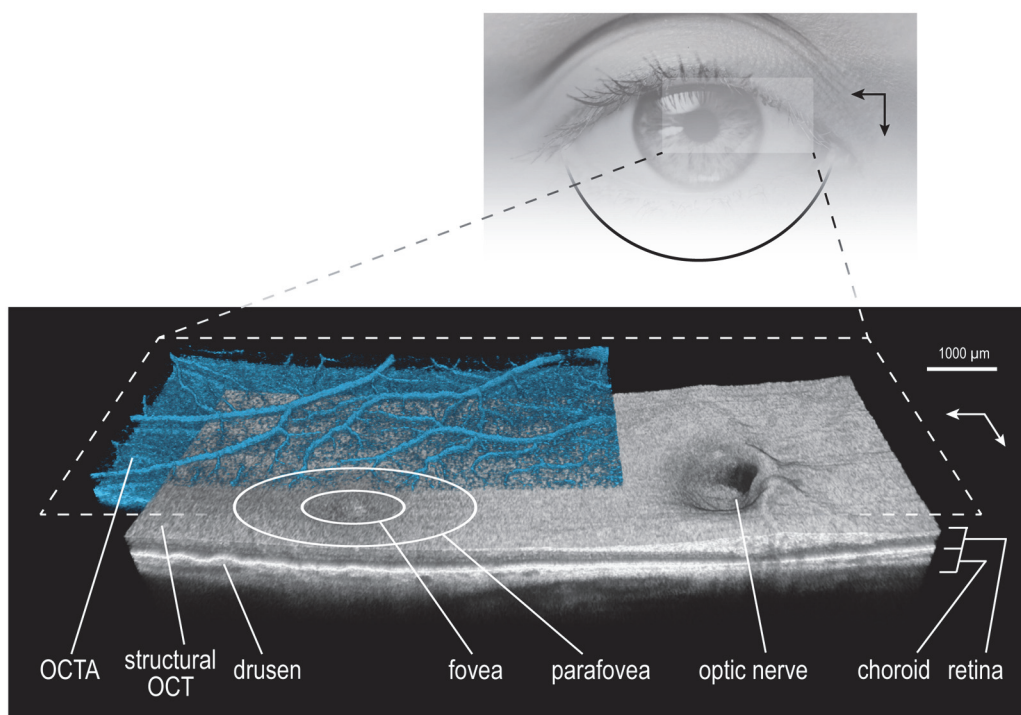 1000 µm
OCTA
structural
OCT
drusen
fovea
parafovea
optic nerve
choroid
retina